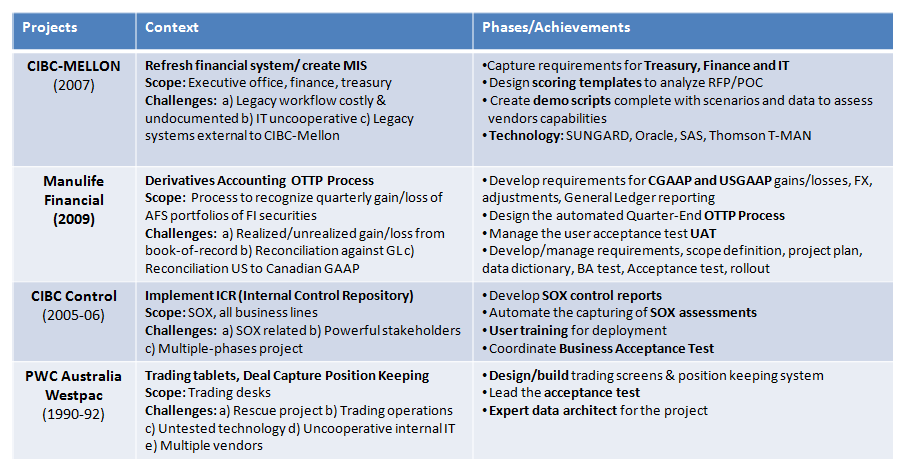 Projects
Context
Phases/Achievements
CIBC-MELLON
(2007)
Refresh financial system/ create MIS
Scope: Executive office, finance, treasury
Challenges: a) Legacy workflow costly &
undocumented b) IT uncooperative c) Legacy
systems external to CIBC-Mellon
•Capture requirements for Treasury, Finance and IT
• Design scoring templates to analyze RFP/POC
• Create demo scripts complete with scenarios and data to assess
vendors capabilities
• Technology: SUNGARD, Oracle, SAS, Thomson T-MAN
Manulife
Financial
(2009)
Derivatives Accounting OTTP Process
Scope: Process to recognize quarterly gain/loss of
AFS portfolios of FI securities
Challenges: a) Realized/unrealized gain/loss from
book-of-record b) Reconciliation against GLc)
Reconciliation US to Canadian GAAP
• Develop requirements for CGAAP and USGAAP gains/losses, FX,
adjustments, General Ledger reporting
• Design the automated Quarter-End OTTP Process
• Manage the user acceptance test UAT
• Develop/manage requirements, scope definition, project plan,
data dictionary, BA test, Acceptance test, rollout
CIBC Control
(2005-06)
Implement ICR (Internal Control Repository)
Scope: SOX, all business lines
Challenges: a) SOX related b) Powerful stakeholders
c) Multiple-phases project
• Develop SOX control reports
• Automate the capturing of SOX assessments
• User training for deployment
• Coordinate Business Acceptance Test
PWC Australia
Westpac
(1990-92)
Trading tablets, Deal Capture Position Keeping
Scope: Trading desks
Challenges: a) Rescue project b) Trading operations
c) Untested technology d) Uncooperative internal IT
e) Multiple vendors
• Design/build trading screens & position keeping system
• Lead the acceptance test
• Expert data architect for the project